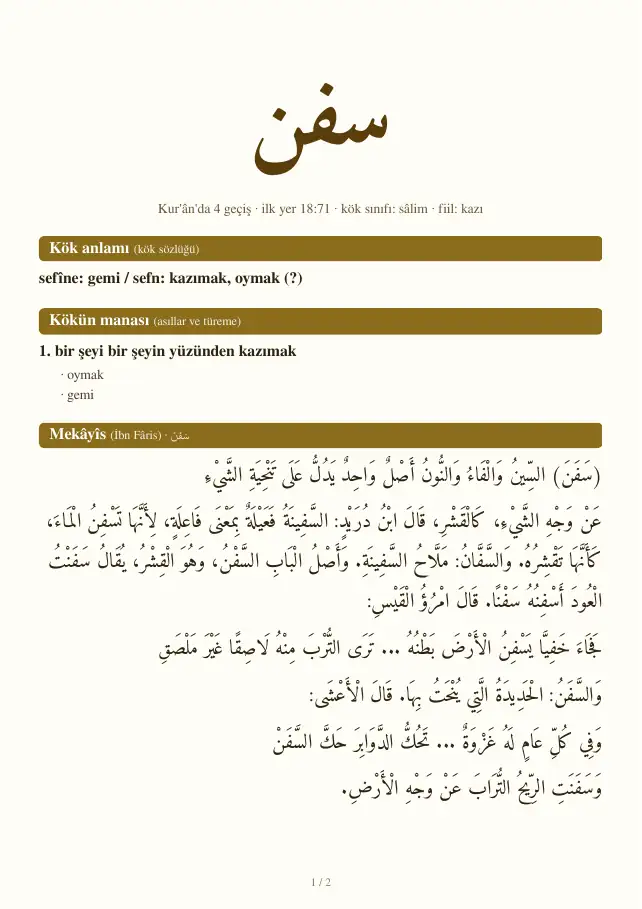 سفن
Kur'ân'da 4 geçiş · ilk yer 18:71 · kök sınıfı: sâlim · fiil: kazı
Kök anlamı (kök sözlüğü)
sefîne: gemi / sefn: kazımak, oymak (?)
Kökün manası (asıllar ve türeme)
1. bir şeyi bir şeyin yüzünden kazımak
· oymak
· gemi
Mekâyîs (İbn Fâris) · سَفَنَ
(سَفَنَ) السِّينُ وَالْفَاءُ وَالنُّونُ أَصْلٌ وَاحِدٌ يَدُلُّ عَلَى تَنْحِيَةِ الشَّيْءِ
عَنْ وَجْهِ الشَّيْءِ، كَالْقَشْرِ، قَالَ ابْنُ دُرَيْدٍ: السَّفِينَةُ فَعَيْلَةٌ بِمَعْنَى فَاعِلَةٍ، لِأَنَّهَا تَسْفِنُ الْمَاءَ،
كَأَنَّهَا تَقْشِرُهُ. وَالسَّفَّانُ: مَلَّاحُ السَّفِينَةِ. وَأَصْلُ الْبَابِ السَّفْنُ، وَهُوَ الْقِشْرُ، يُقَالُ سَفَنْتُ
الْعُودَ أَسْفِنُهُ سَفْنًا. قَالَ امْرُؤُ الْقَيْسِ:
فَجَاءَ خَفِيًّا يَسْفِنُ الْأَرْضَ بَطْنُهُ ... تَرَى التُّرْبَ مِنْهُ لَاصِقًا غَيْرَ مَلْصَقِ
وَالسَّفَنُ: الْحَدِيدَةُ الَّتِي يُنْحَتُ بِهَا. قَالَ الْأَعْشَى:
وَفِي كُلِّ عَامٍ لَهُ غَزْوَةٌ ... تَحُكُّ الدَّوَابِرَ حَكَّ السَّفَنْ
وَسَفَنَتِ الرِّيحُ التُّرَابَ عَنْ وَجْهِ الْأَرْضِ.
1 / 2